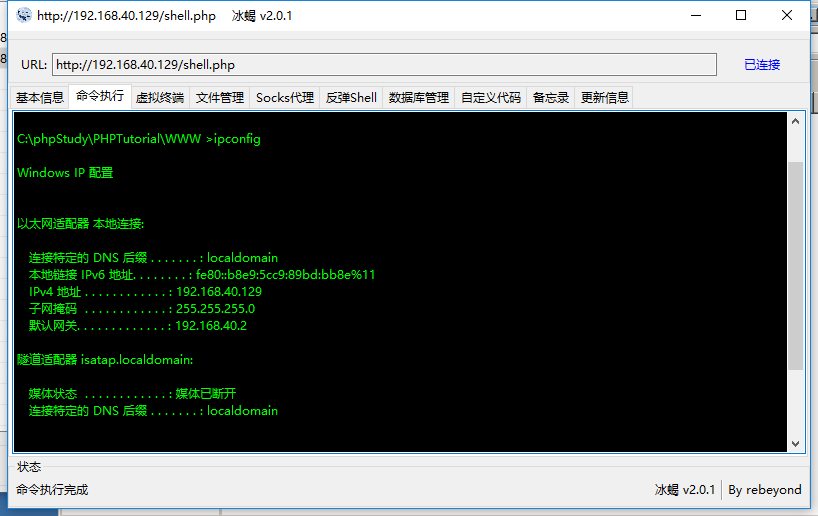 http://192.168.40.129/shell.php 冰蝎 v2.0.1
URL: http://192.168.40.129/shell.php 已连接
基本信息 命令执行 虚拟终端 文件管理 Socks代理 反弹Shell 数据库管理 自定义代码 备忘录 更新信息
C:\phpStudy\PHPTutorial\WWW >ipconfig
Windows IP 配置
以太网适配器 本地连接:
连接特定的 DNS 后缀 . . . . . . . : localdomain
本地链接 IPv6 地址. . . . . . . . : fe80::b8e9:5cc9:89bd:bb8e%11
IPv4 地址 . . . . . . . . . . . . : 192.168.40.129
子网掩码 . . . . . . . . . . . . : 255.255.255.0
默认网关. . . . . . . . . . . . . : 192.168.40.2
隧道适配器 isatap.localdomain:
媒体状态 . . . . . . . . . . . . : 媒体已断开
连接特定的 DNS 后缀 . . . . . . . : localdomain
状态
命令执行完成 冰蝎 v2.0.1 By rebeyond